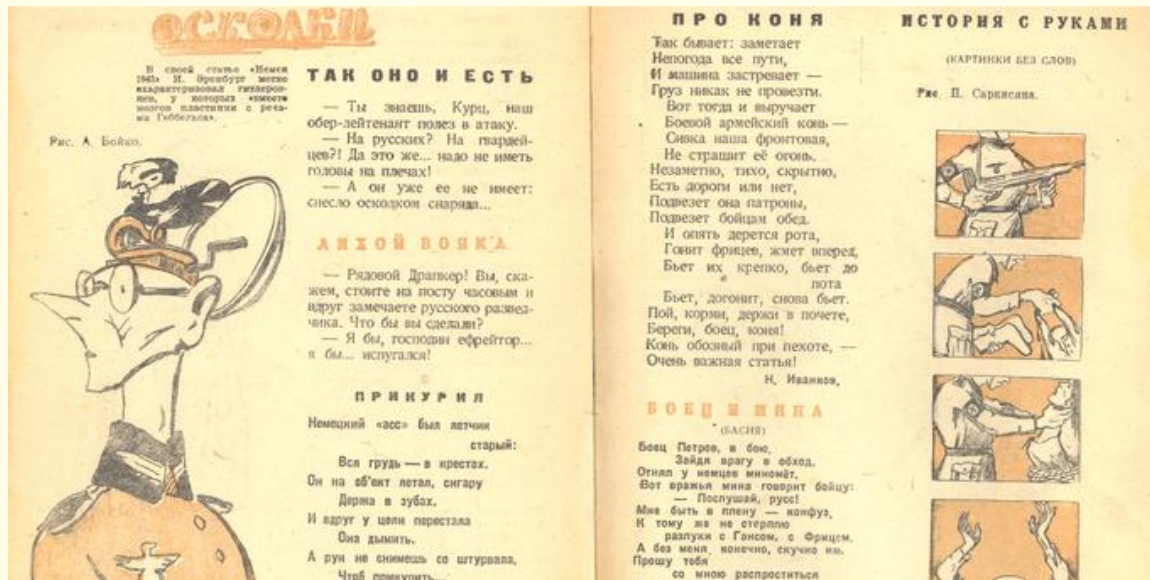 ОСКОЛКИ
В своей статье «Немец
1943» И. Эренбург метко
охарактеризовал гитлеров-
цев, у которых «вместо
мозгов пластинки с реча-
ми Геббельса».
Рис. А. Бойко.
ТАК ОНО И ЕСТЬ
— Ты знаешь, Курц, наш
обер-лейтенант полез в атаку.
— На русских? На гвардей-
цев?! Да это же... надо не иметь
головы на плечах!
— А он уже ее не имеет:
снесло осколком снаряда...
ЛИХОЙ ВОЯКА
— Рядовой Драпкер! Вы, ска-
жем, стоите на посту часовым и
вдруг замечаете русского развед-
чика. Что бы вы сделали?
— Я бы, господин ефрейтор...
я бы... испугался!
ПРИКУРИЛ
Немецкий «асс» был летчик
старый:
Вся грудь — в крестах.
Он на об'ект летал, сигару
Держа в зубах.
И вдруг у цели перестала
Она дымить.
А рук не снимешь со штурвала,
Чтоб прикурить...
ПРО КОНЯ
Так бывает: заметает
Непогода все пути,
И машина застревает —
Груз никак не провезти.
Вот тогда и выручает
Боевой армейский конь —
Сивка наша фронтовая,
Не страшит её огонь.
Незаметно, тихо, скрытно,
Есть дороги или нет,
Подвезет она патроны,
Подвезет бойцам обед.
И опять дерется рота,
Гонит фрицев, жмет вперед,
Бьет их крепко, бьет до
пота
Бьет, догонит, снова бьет.
Пой, корми, держи в почете,
Береги, боец, коня!
Конь обозный при пехоте, —
Очень важная статья!
Н. Иванков.
БОЕЦ И МИНА
(БАСНЯ)
Боец Петров, в бою,
Зайдя врагу в обход,
Отнял у немцев миномёт.
Вот вражья мина говорит бойцу:
— Послушай, русс!
Мне быть в плену — конфуз,
К тому же не стерплю
разлуки с Гансом, с Фрицем.
А без меня, конечно, скучно им.
Прошу тебя
со мною распроститься
ИСТОРИЯ С РУКАМИ
(КАРТИНКИ БЕЗ СЛОВ)
Рис. П. Саркисяна.